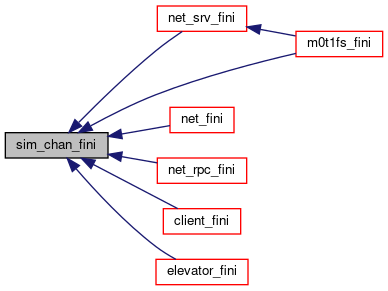 net_srv_fini
m0t1fs_fini
net_fini
sim_chan_fini
net_rpc_fini
client_fini
elevator_fini